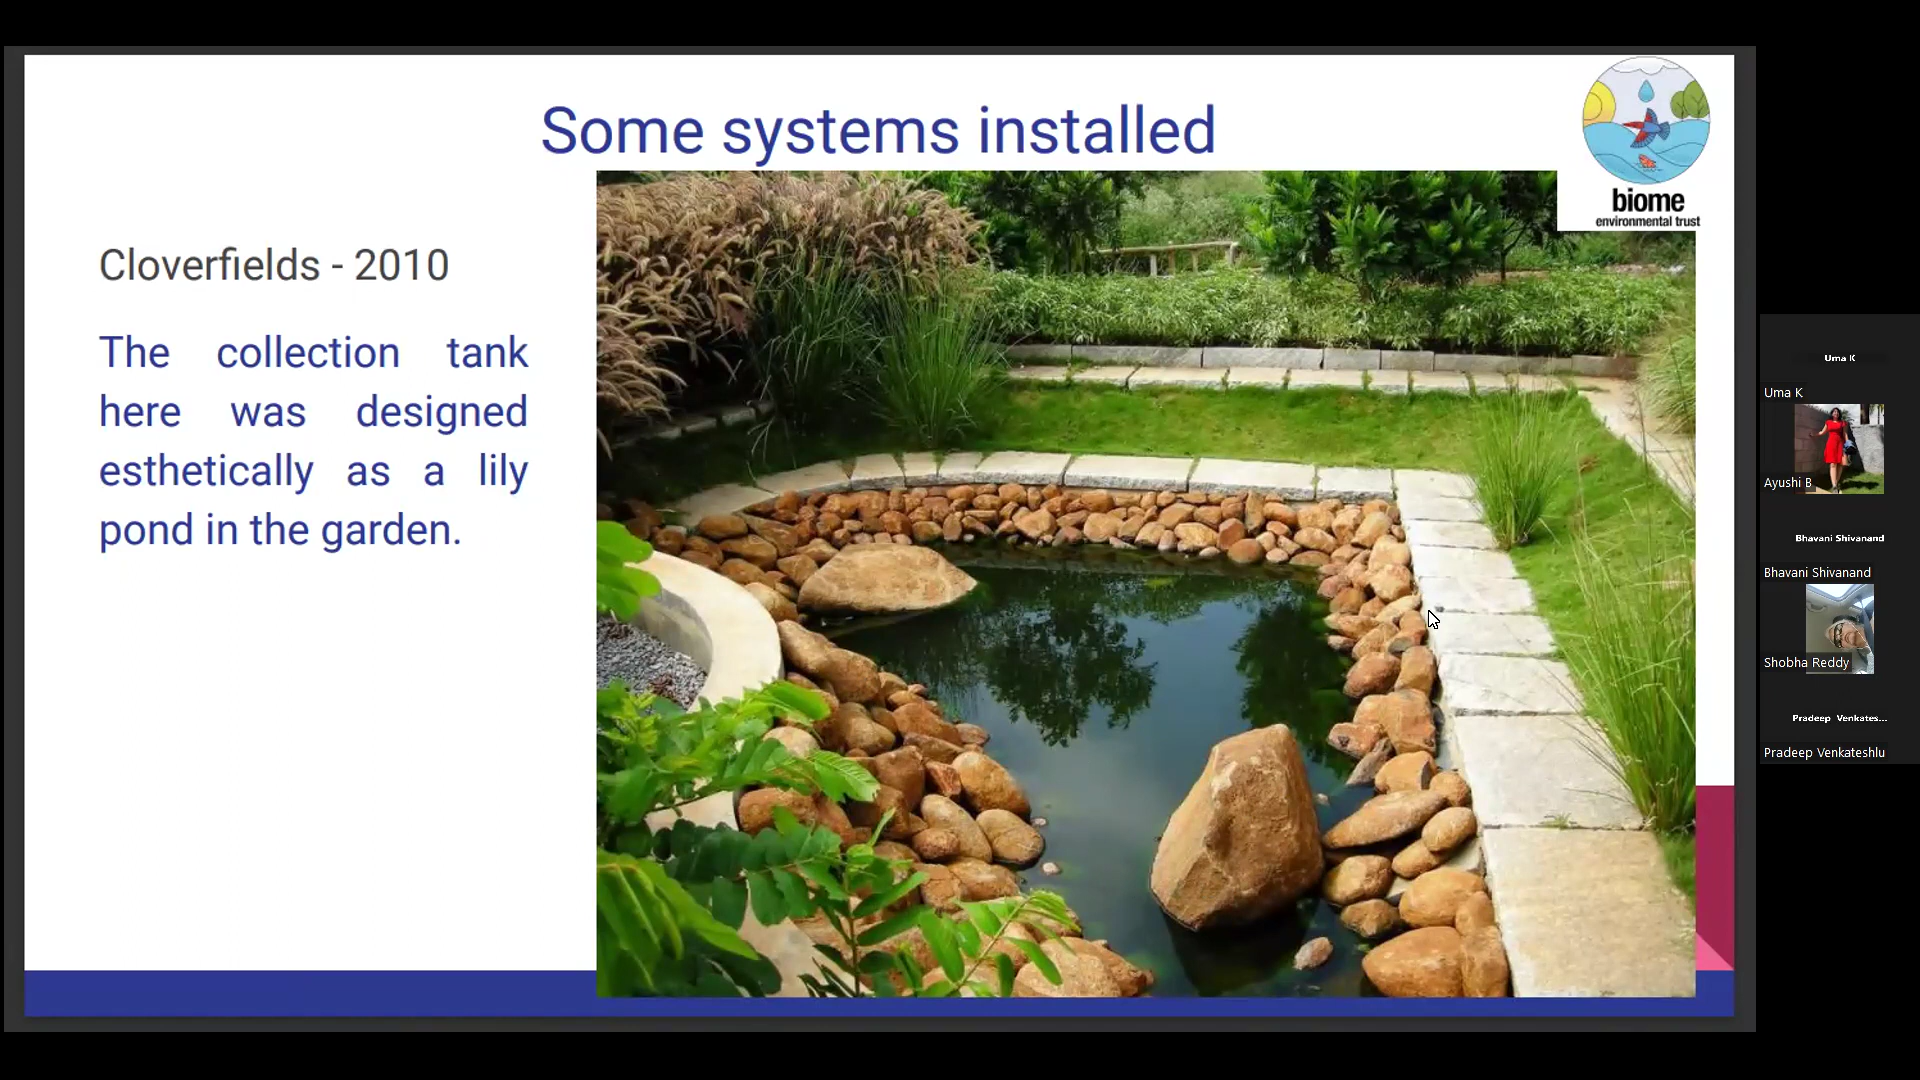 Some systems installed
biome
environmental trust
Cloverfields - 2010
The collection tank
here was designed
esthetically as a lily
pond in the garden.
Uma K
Uma K
Ayushi B
Bhavani Shivanand
Bhavani Shivanand
Shobha Reddy
Pradeep Venkates...
Pradeep Venkateshlu